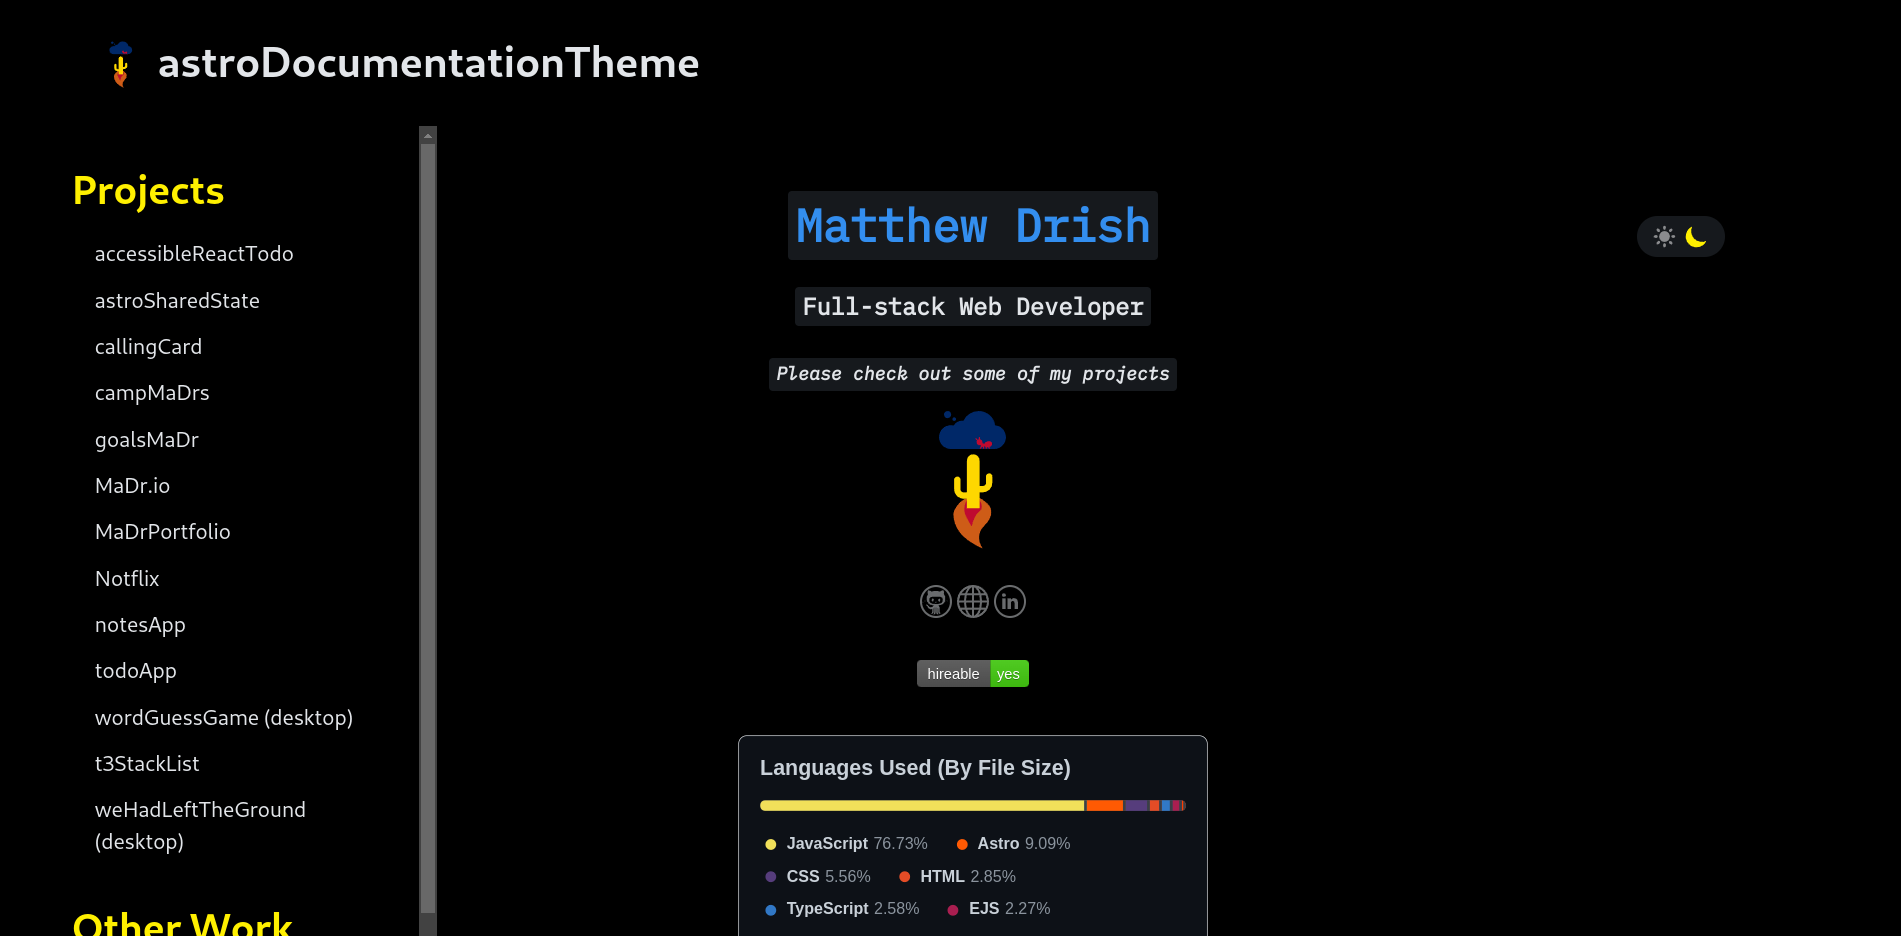 astroDocumentationTheme
Projects
accessibleReactTodo
astroSharedState
callingCard
campMaDrs
goalsMaDr
MaDr.io
MaDrPortfolio
Notflix
notesApp
todoApp
wordGuessGame (desktop)
t3StackList
weHadLeftTheGround
(desktop)
Other Work
Matthew Drish
Full-stack Web Developer
Please check out some of my projects
in
hireable yes
Languages Used (By File Size)
JavaScript 76.73% Astro 9.09%
CSS 5.56% HTML 2.85%
TypeScript 2.58% EJS 2.27%